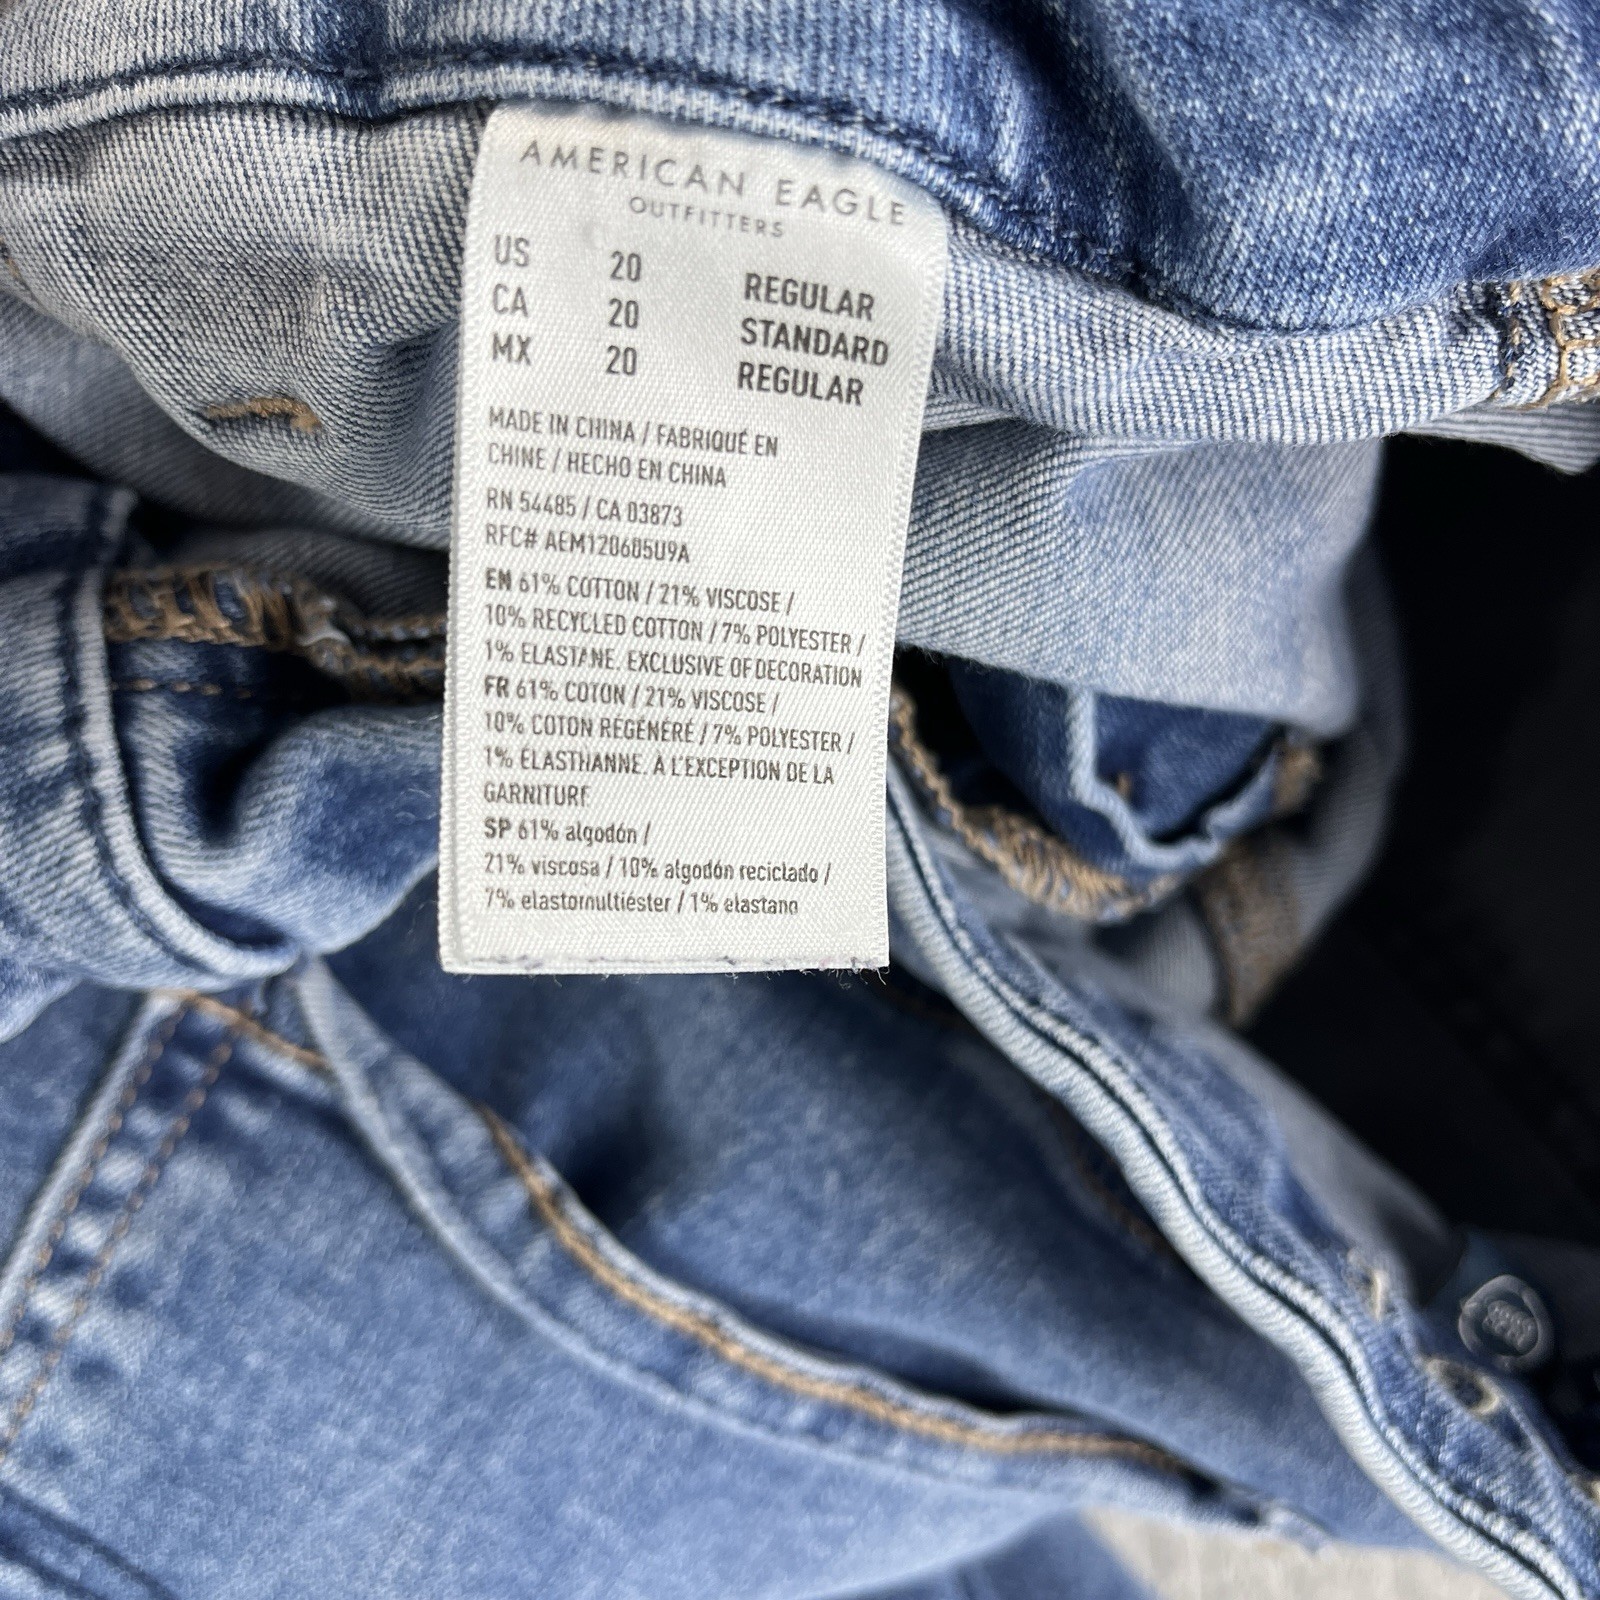 AMERICAN EAGLE
OUTFITTERS
US 20 REGULAR
CA 20 STANDARD
MX 20 REGULAR
MADE IN CHINA / FABRIQUÉ EN
CHINE / HECHO EN CHINA
RN 54485 / CA 03873
RFC# AEM120605U9A
EN 61% COTTON / 21% VISCOSE /
10% RECYCLED COTTON / 7% POLYESTER /
1% ELASTANE. EXCLUSIVE OF DECORATION
FR 61% COTON / 21% VISCOSE /
10% COTON REGÉNÉRÉ / 7% POLYESTER /
1% ÉLASTHANNE. À L'EXCEPTION DE LA
GARNITURE
SP 61% algodón /
21% viscosa / 10% algodón reciclado /
7% elastomultiéster / 1% elastano